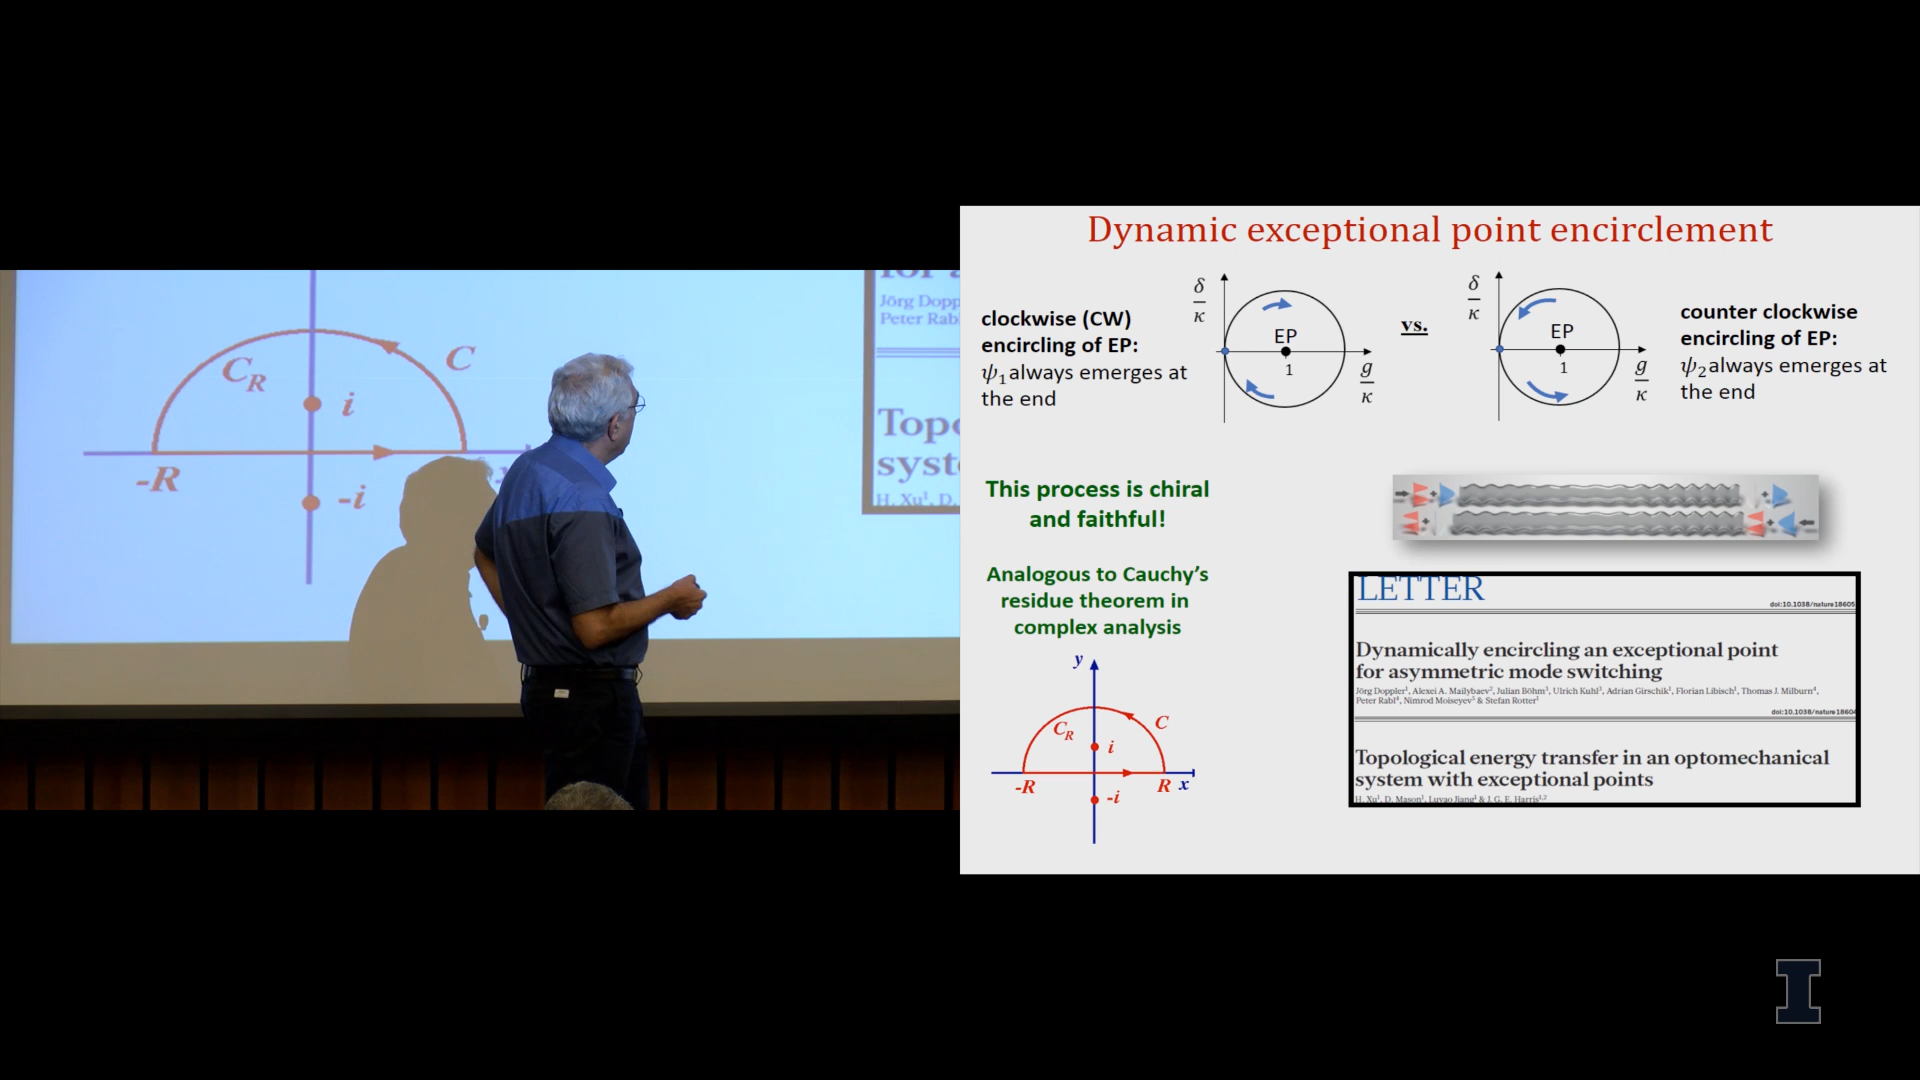 C
C_R
i
-R
-i
Jörg Dopp
Peter Rabl
Topo
syst
H. Xu¹, D.
Dynamic exceptional point encirclement
clockwise (CW)
encircling of EP:
ψ₁ always emerges at
the end
δ/κ
EP
1
g/κ
vs.
δ/κ
EP
1
g/κ
counter clockwise
encircling of EP:
ψ₂ always emerges at
the end
This process is chiral
and faithful!
Analogous to Cauchy’s
residue theorem in
complex analysis
y
C_R
C
i
-R
R x
-i
LETTER
doi:10.1038/nature18605
Dynamically encircling an exceptional point
for asymmetric mode switching
Jörg Doppler¹, Alexei A. Mailybaev², Julian Böhm³, Ulrich Kuhl³, Adrian Girschik¹, Florian Libisch¹, Thomas J. Milburn⁴,
Peter Rabl⁴, Nimrod Moiseyev⁵ & Stefan Rotter¹
doi:10.1038/nature18604
Topological energy transfer in an optomechanical
system with exceptional points
H. Xu¹, D. Mason¹, Luyao Jiang¹ & J. G. E. Harris¹,²
I